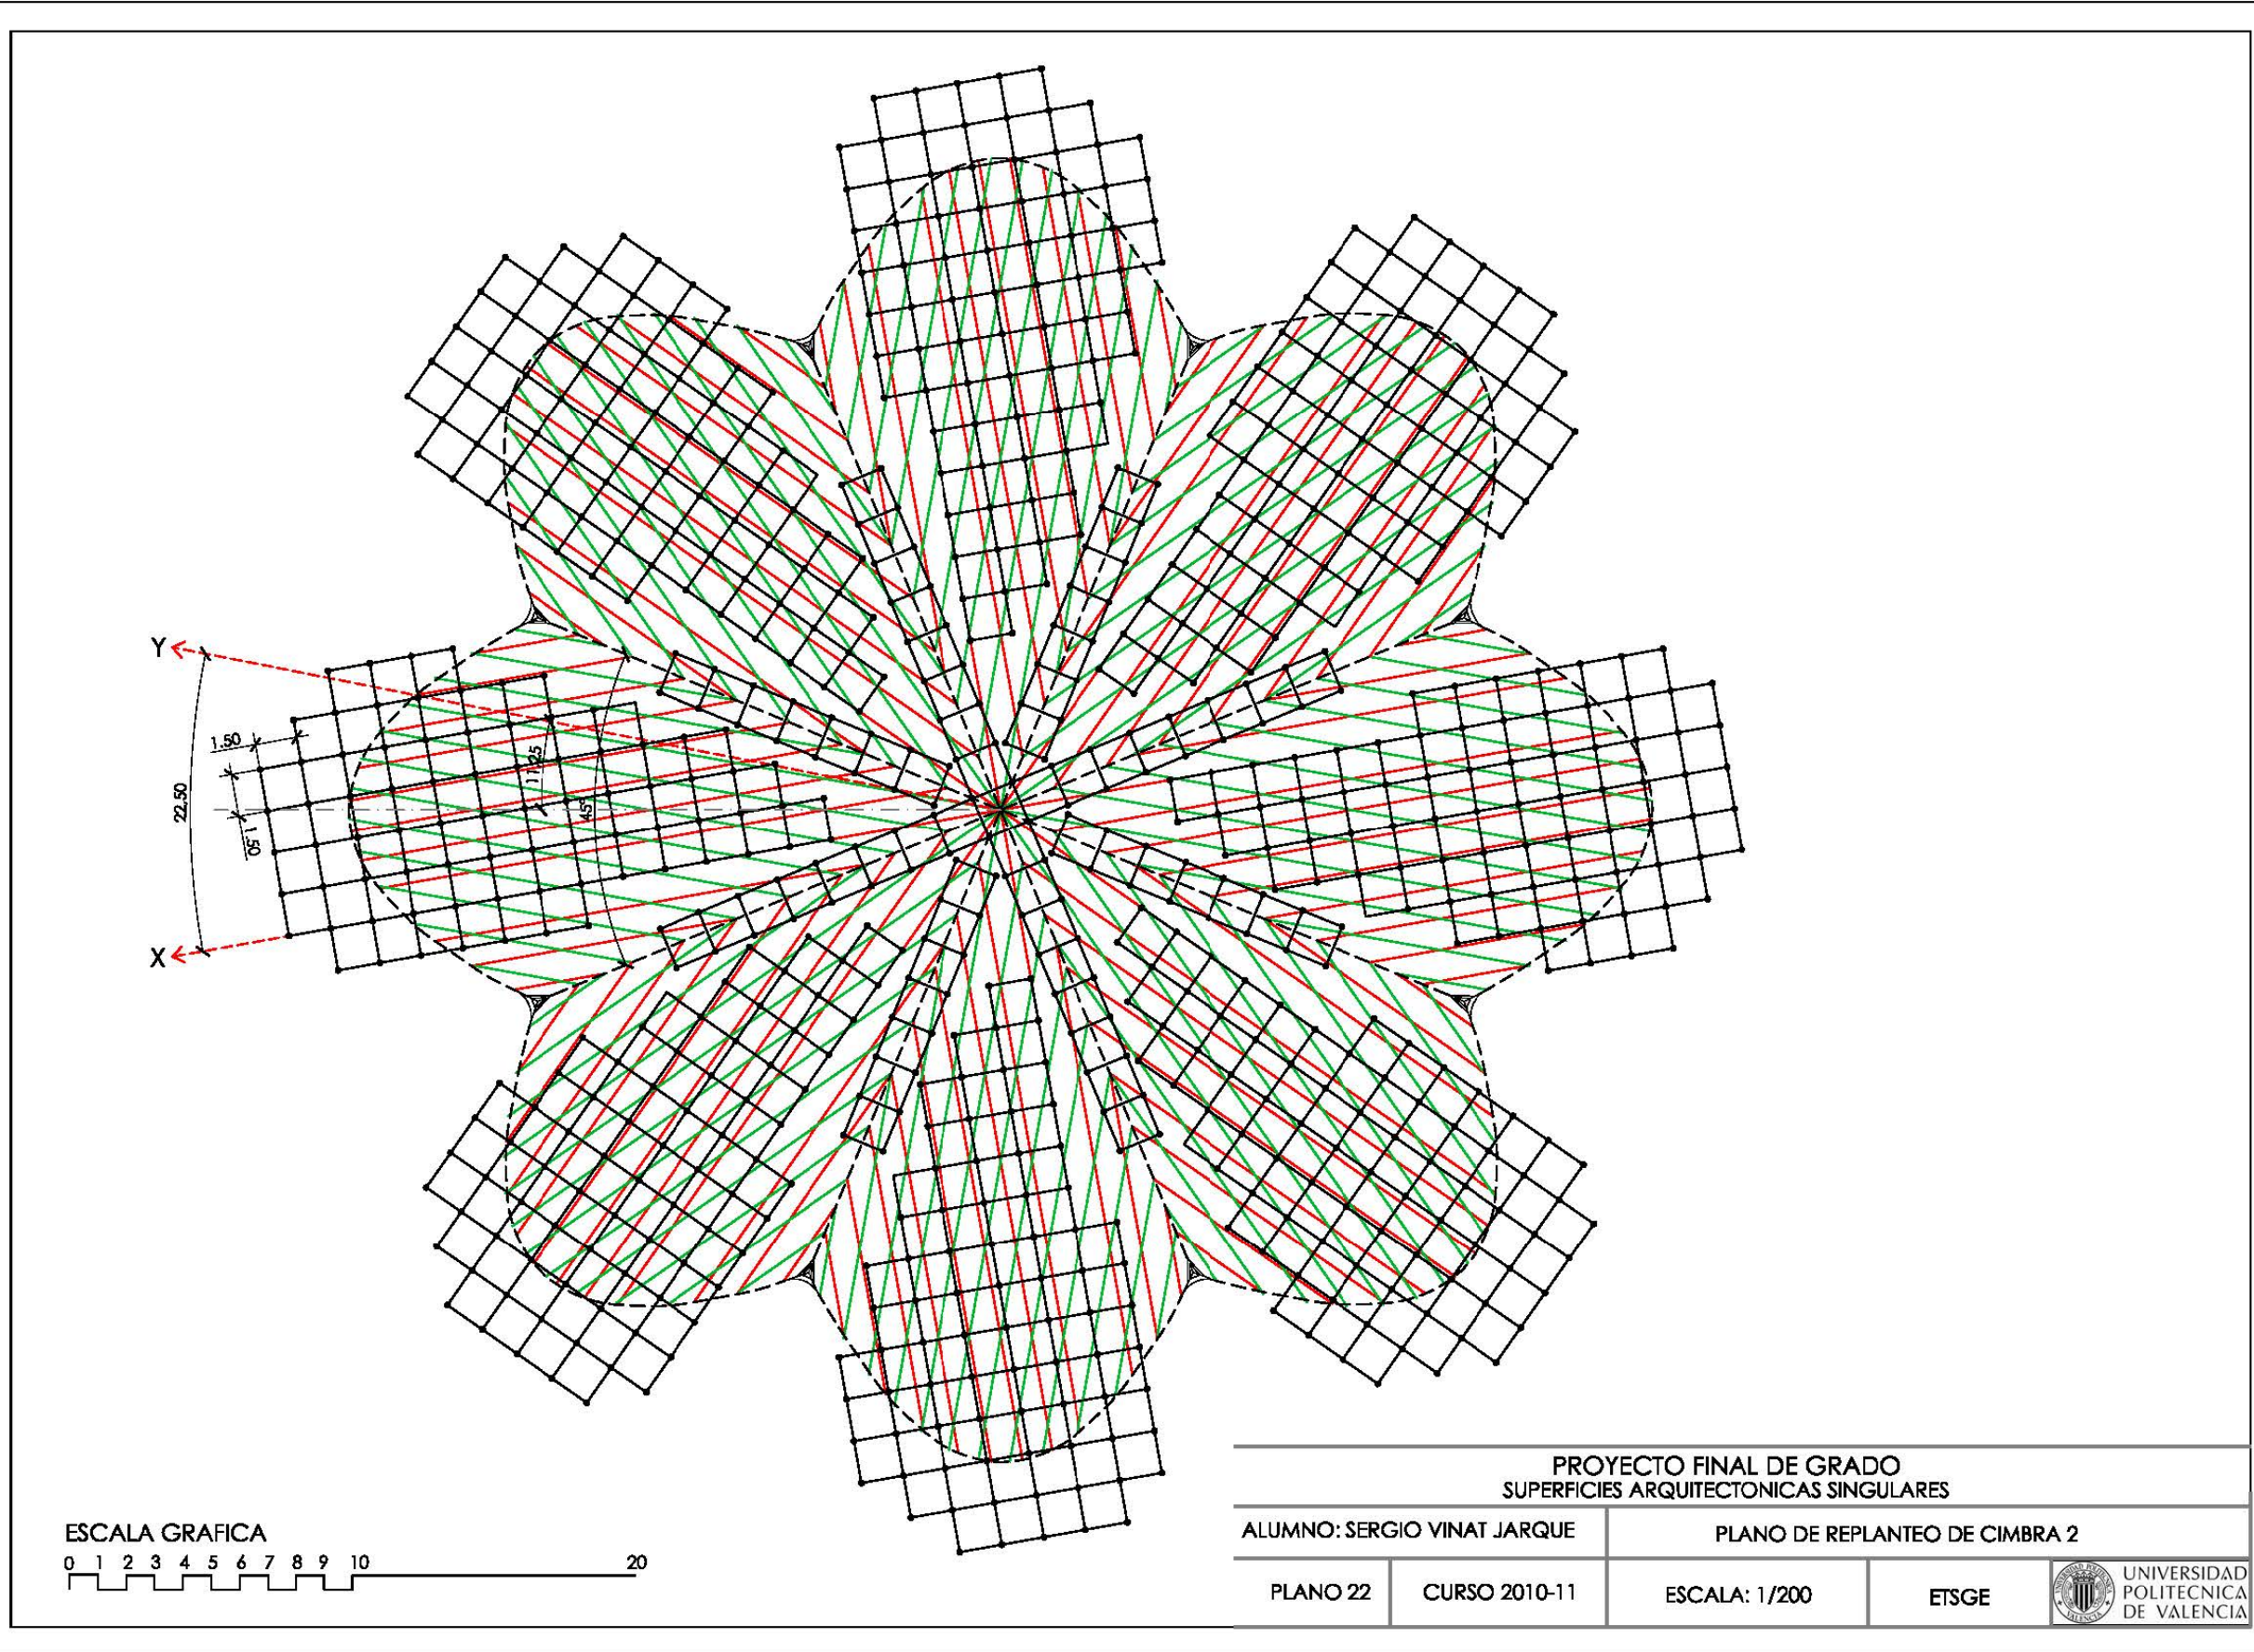 Y
1.50
22,50
1.50
11.25
45°
X
ESCALA GRAFICA
0 1 2 3 4 5 6 7 8 9 10 20
PROYECTO FINAL DE GRADO
SUPERFICIES ARQUITECTONICAS SINGULARES
ALUMNO: SERGIO VINAT JARQUE
PLANO DE REPLANTEO DE CIMBRA 2
PLANO 22
CURSO 2010-11
ESCALA: 1/200
ETSGE
UNIVERSIDAD
POLITECNICA
DE VALENCIA